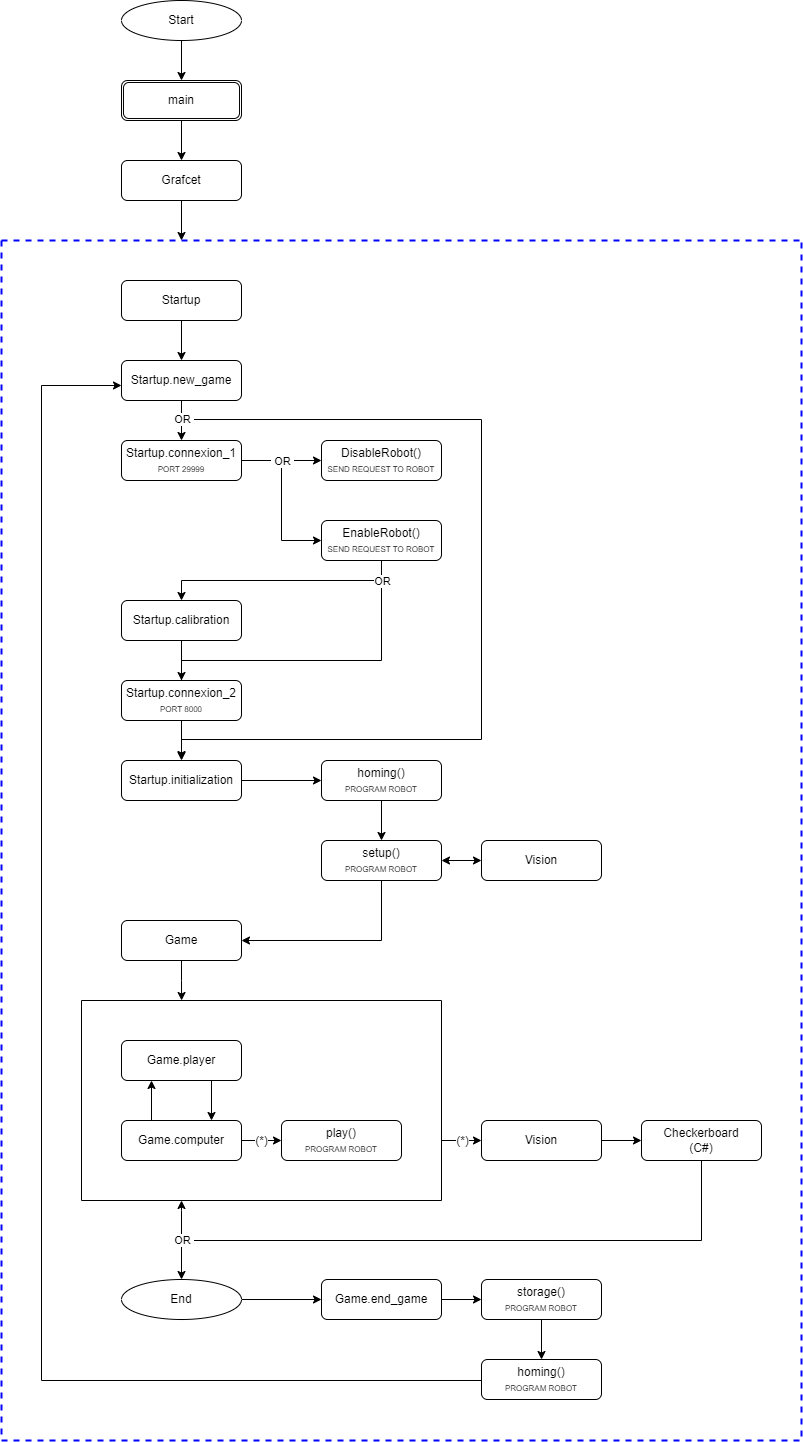 Start
main
Grafcet
Startup
Startup.new_game
OR
Startup.connexion_1
PORT 29999
OR
DisableRobot()
SEND REQUEST TO ROBOT
EnableRobot()
SEND REQUEST TO ROBOT
OR
Startup.calibration
Startup.connexion_2
PORT 8000
Startup.initialization
homing()
PROGRAM ROBOT
setup()
PROGRAM ROBOT
Vision
Game
Game.player
Game.computer
(*)
play()
PROGRAM ROBOT
(*)
Vision
Checkerboard
(C#)
OR
End
Game.end_game
storage()
PROGRAM ROBOT
homing()
PROGRAM ROBOT